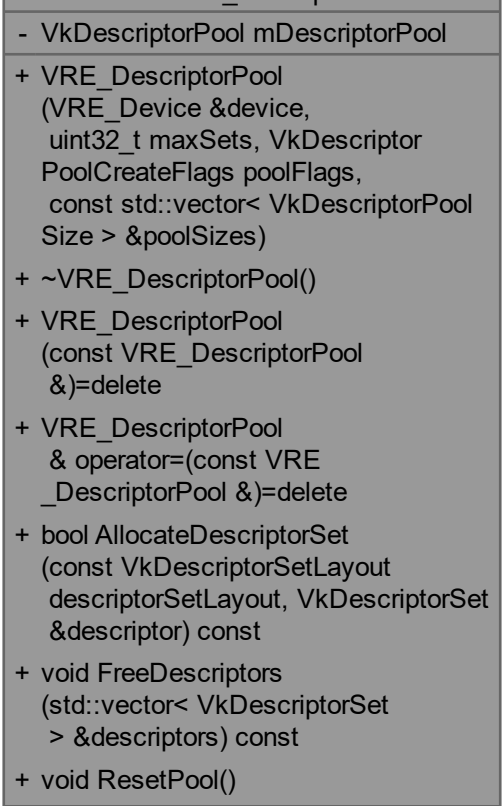 - VkDescriptorPool mDescriptorPool
+ VRE_DescriptorPool
(VRE_Device &device,
uint32_t maxSets, VkDescriptor
PoolCreateFlags poolFlags,
const std::vector< VkDescriptorPool
Size > &poolSizes)
+ ~VRE_DescriptorPool()
+ VRE_DescriptorPool
(const VRE_DescriptorPool
&)=delete
+ VRE_DescriptorPool
& operator=(const VRE
_DescriptorPool &)=delete
+ bool AllocateDescriptorSet
(const VkDescriptorSetLayout
descriptorSetLayout, VkDescriptorSet
&descriptor) const
+ void FreeDescriptors
(std::vector< VkDescriptorSet
> &descriptors) const
+ void ResetPool()